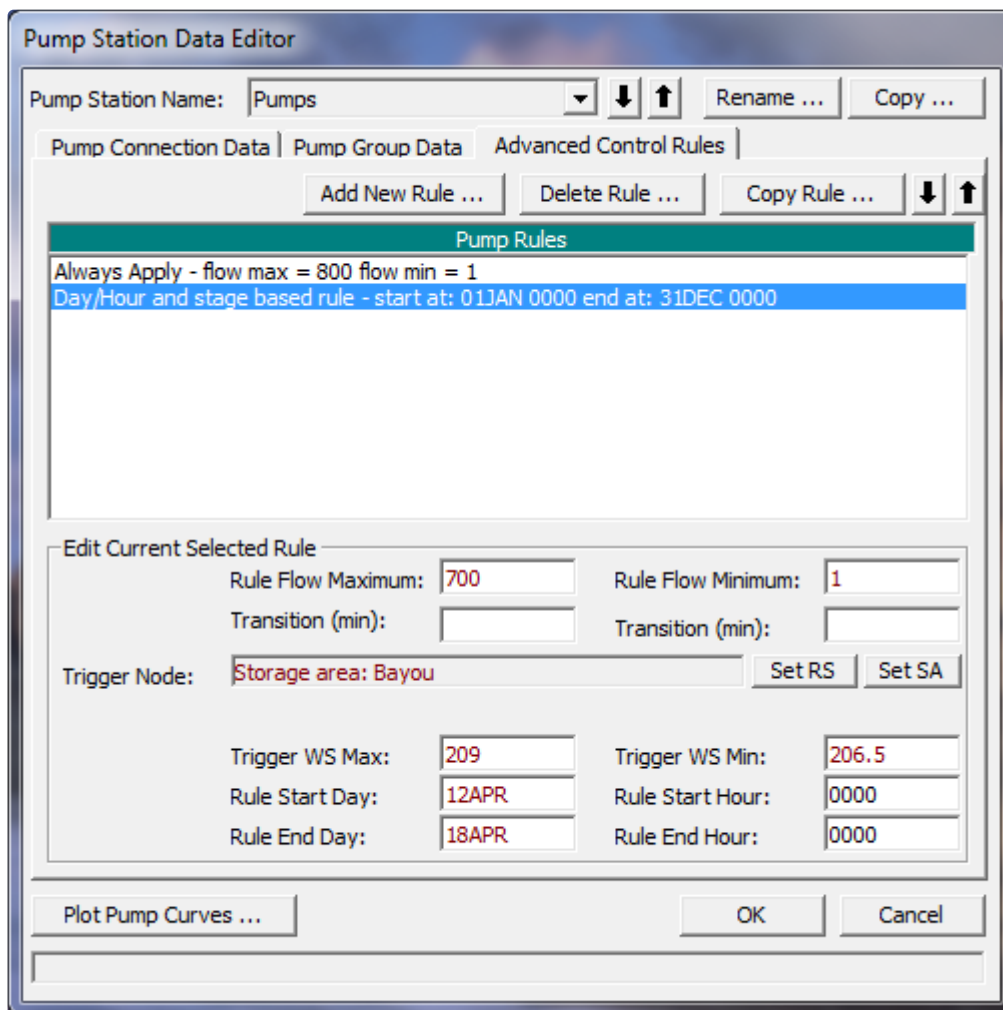 Pump Station Data Editor
Pump Station Name: Pumps Rename ... Copy ...
Pump Connection Data Pump Group Data Advanced Control Rules
Add New Rule ... Delete Rule ... Copy Rule ...
Pump Rules
Always Apply - flow max = 800 flow min = 1
Day/Hour and stage based rule - start at: 01JAN 0000 end at: 31DEC 0000
Edit Current Selected Rule
Rule Flow Maximum: 700 Rule Flow Minimum: 1
Transition (min): Transition (min):
Trigger Node: Storage area: Bayou Set RS Set SA
Trigger WS Max: 209 Trigger WS Min: 206.5
Rule Start Day: 12APR Rule Start Hour: 0000
Rule End Day: 18APR Rule End Hour: 0000
Plot Pump Curves ... OK Cancel